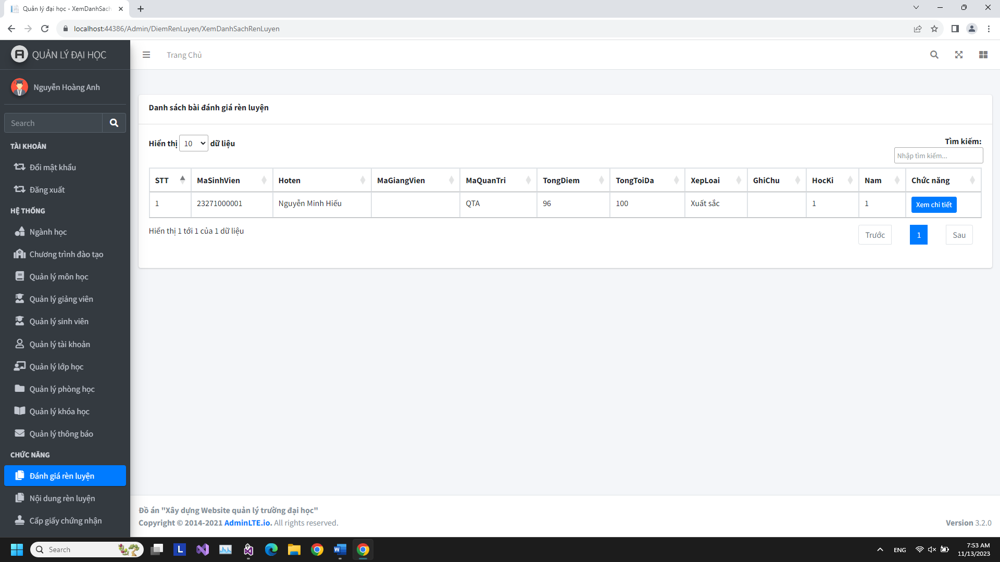 Quản lý đại học - XemDanhSach
localhost:44386/Admin/DiemRenLuyen/XemDanhSachRenLuyen
QUẢN LÝ ĐẠI HỌC
Trang Chủ
Nguyễn Hoàng Anh
Search
TÀI KHOẢN
Đổi mật khẩu
Đăng xuất
HỆ THỐNG
Ngành học
Chương trình đào tạo
Quản lý môn học
Quản lý giảng viên
Quản lý sinh viên
Quản lý tài khoản
Quản lý lớp học
Quản lý phòng học
Quản lý khóa học
Quản lý thông báo
CHỨC NĂNG
Đánh giá rèn luyện
Nội dung rèn luyện
Cấp giấy chứng nhận
Danh sách bài đánh giá rèn luyện
Hiển thị 10 dữ liệu
Tìm kiếm:
Nhập tìm kiếm...
STT MaSinhVien Hoten MaGiangVien MaQuanTri TongDiem TongToiDa XepLoai GhiChu HocKi Nam Chức năng
1 23271000001 Nguyễn Minh Hiếu QTA 96 100 Xuất sắc 1 1 Xem chi tiết
Hiển thị 1 tới 1 của 1 dữ liệu
Trước 1 Sau
Đồ án "Xây dựng Website quản lý trường đại học"
Copyright © 2014-2021 AdminLTE.io. All rights reserved.
Version 3.2.0
Search
L
W
ENG
7:53 AM
11/13/2023